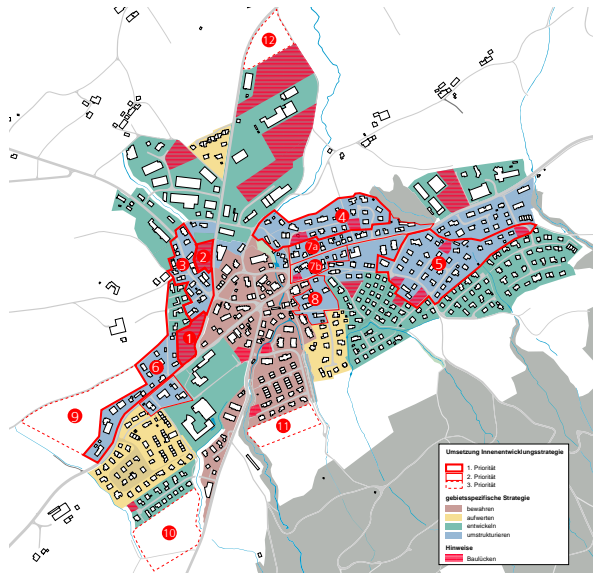 12
4
7a
2
3
5
7b
8
1
6
9
11
10
Umsetzung Innenentwicklungsstrategie
1. Priorität
2. Priorität
3. Priorität
gebietsspezifische Strategie
bewahren
aufwerten
entwickeln
umstrukturieren
Hinweise
Baulücken